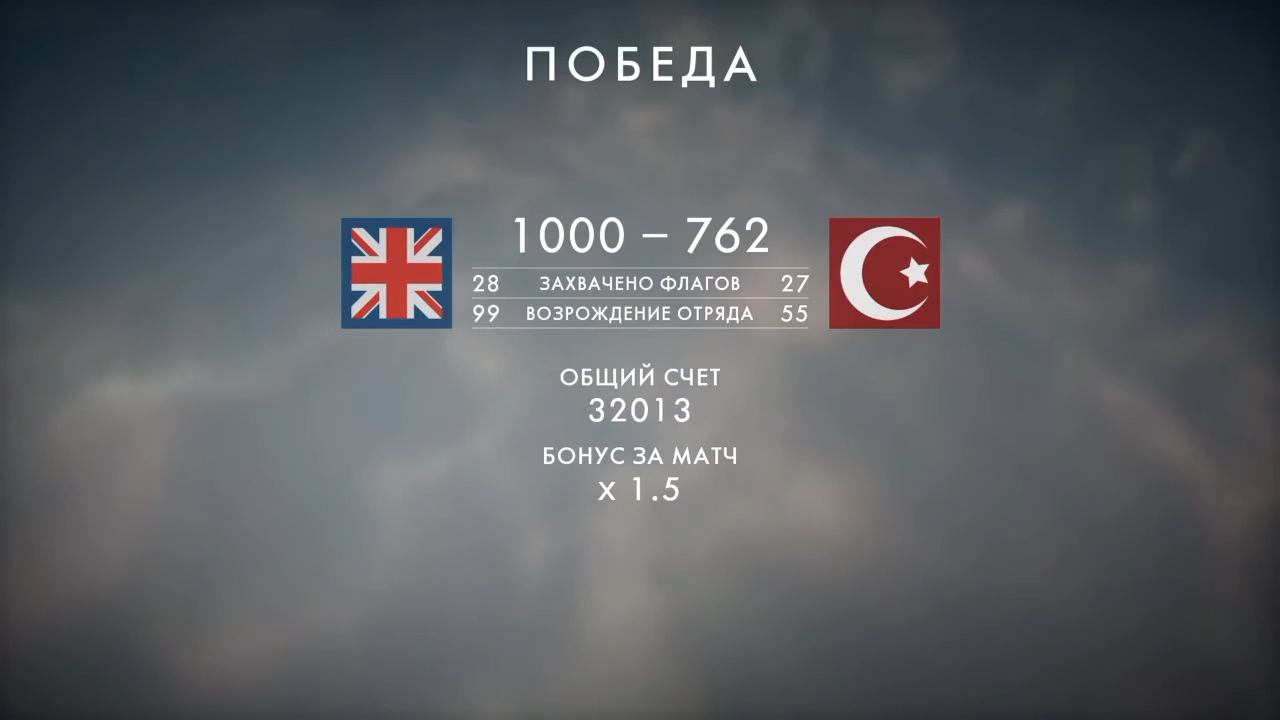 ПОБЕДА
1000 – 762
28 ЗАХВАЧЕНО ФЛАГОВ 27
99 ВОЗРОЖДЕНИЕ ОТРЯДА 55
ОБЩИЙ СЧЕТ
32013
БОНУС ЗА МАТЧ
x 1.5